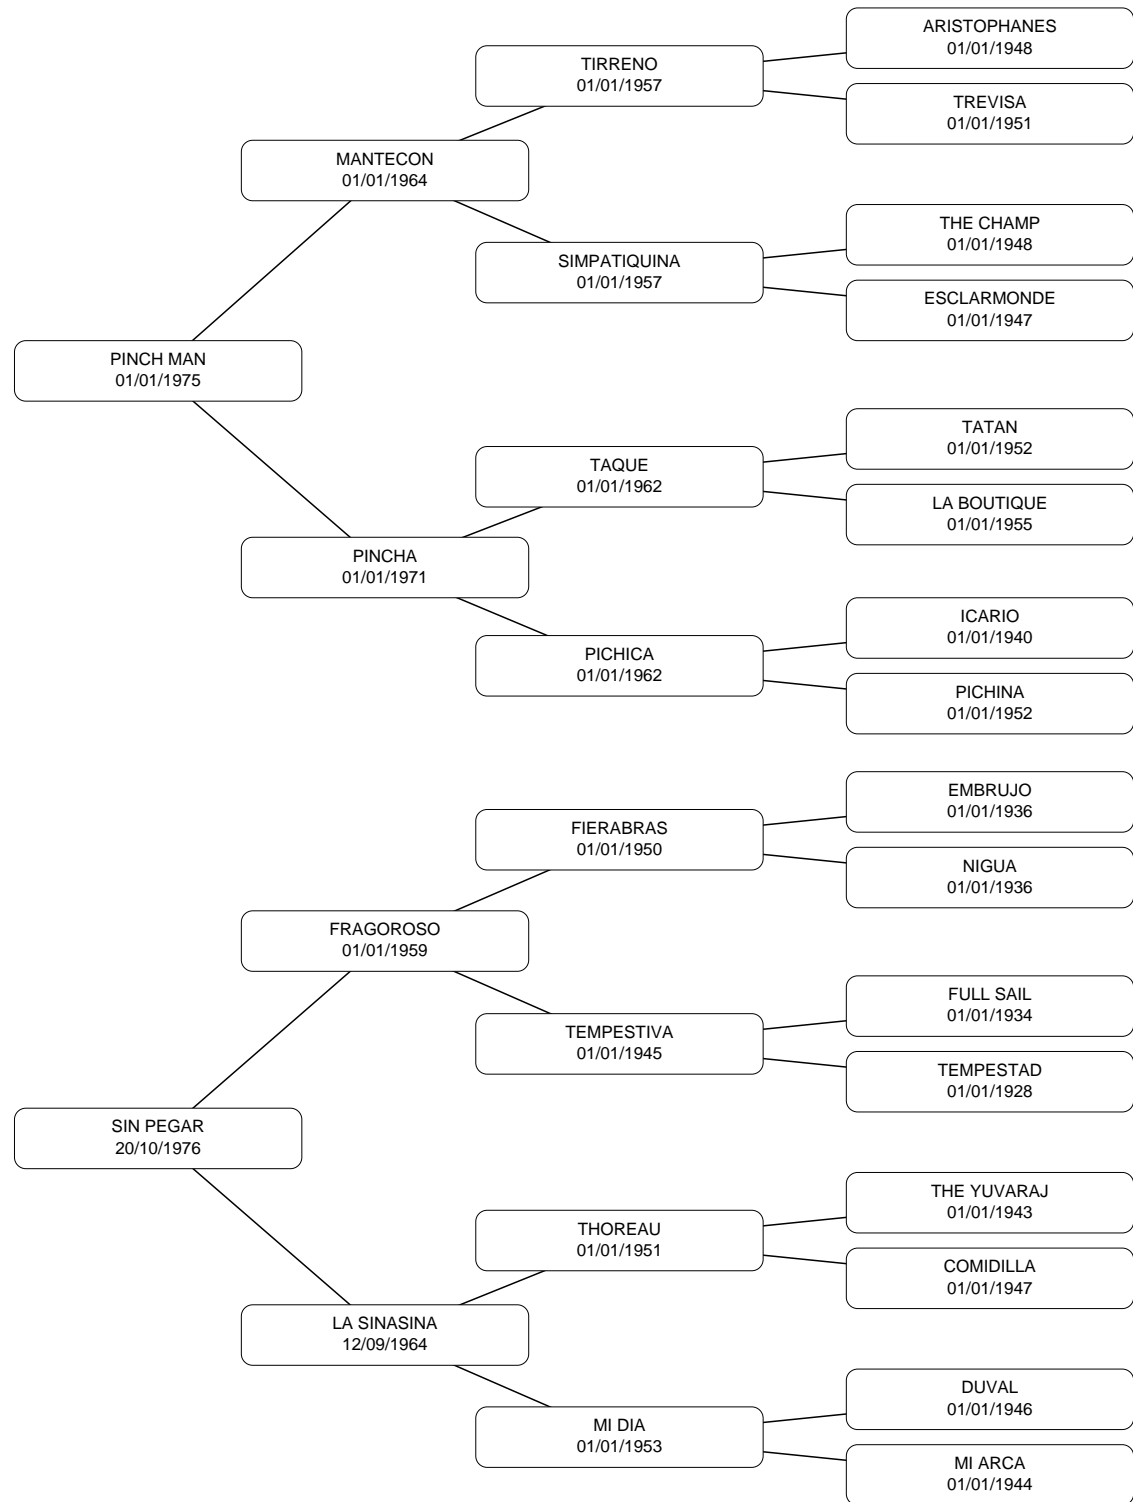 ARISTOPHANES
01/01/1948
TIRRENO
01/01/1957
TREVISA
01/01/1951
MANTECON
01/01/1964
THE CHAMP
01/01/1948
SIMPATIQUINA
01/01/1957
ESCLARMONDE
01/01/1947
PINCH MAN
01/01/1975
TATAN
01/01/1952
TAQUE
01/01/1962
LA BOUTIQUE
01/01/1955
PINCHA
01/01/1971
ICARIO
01/01/1940
PICHICA
01/01/1962
PICHINA
01/01/1952
EMBRUJO
01/01/1936
FIERABRAS
01/01/1950
NIGUA
01/01/1936
FRAGOROSO
01/01/1959
FULL SAIL
01/01/1934
TEMPESTIVA
01/01/1945
TEMPESTAD
01/01/1928
SIN PEGAR
20/10/1976
THE YUVARAJ
01/01/1943
THOREAU
01/01/1951
COMIDILLA
01/01/1947
LA SINASINA
12/09/1964
DUVAL
01/01/1946
MI DIA
01/01/1953
MI ARCA
01/01/1944